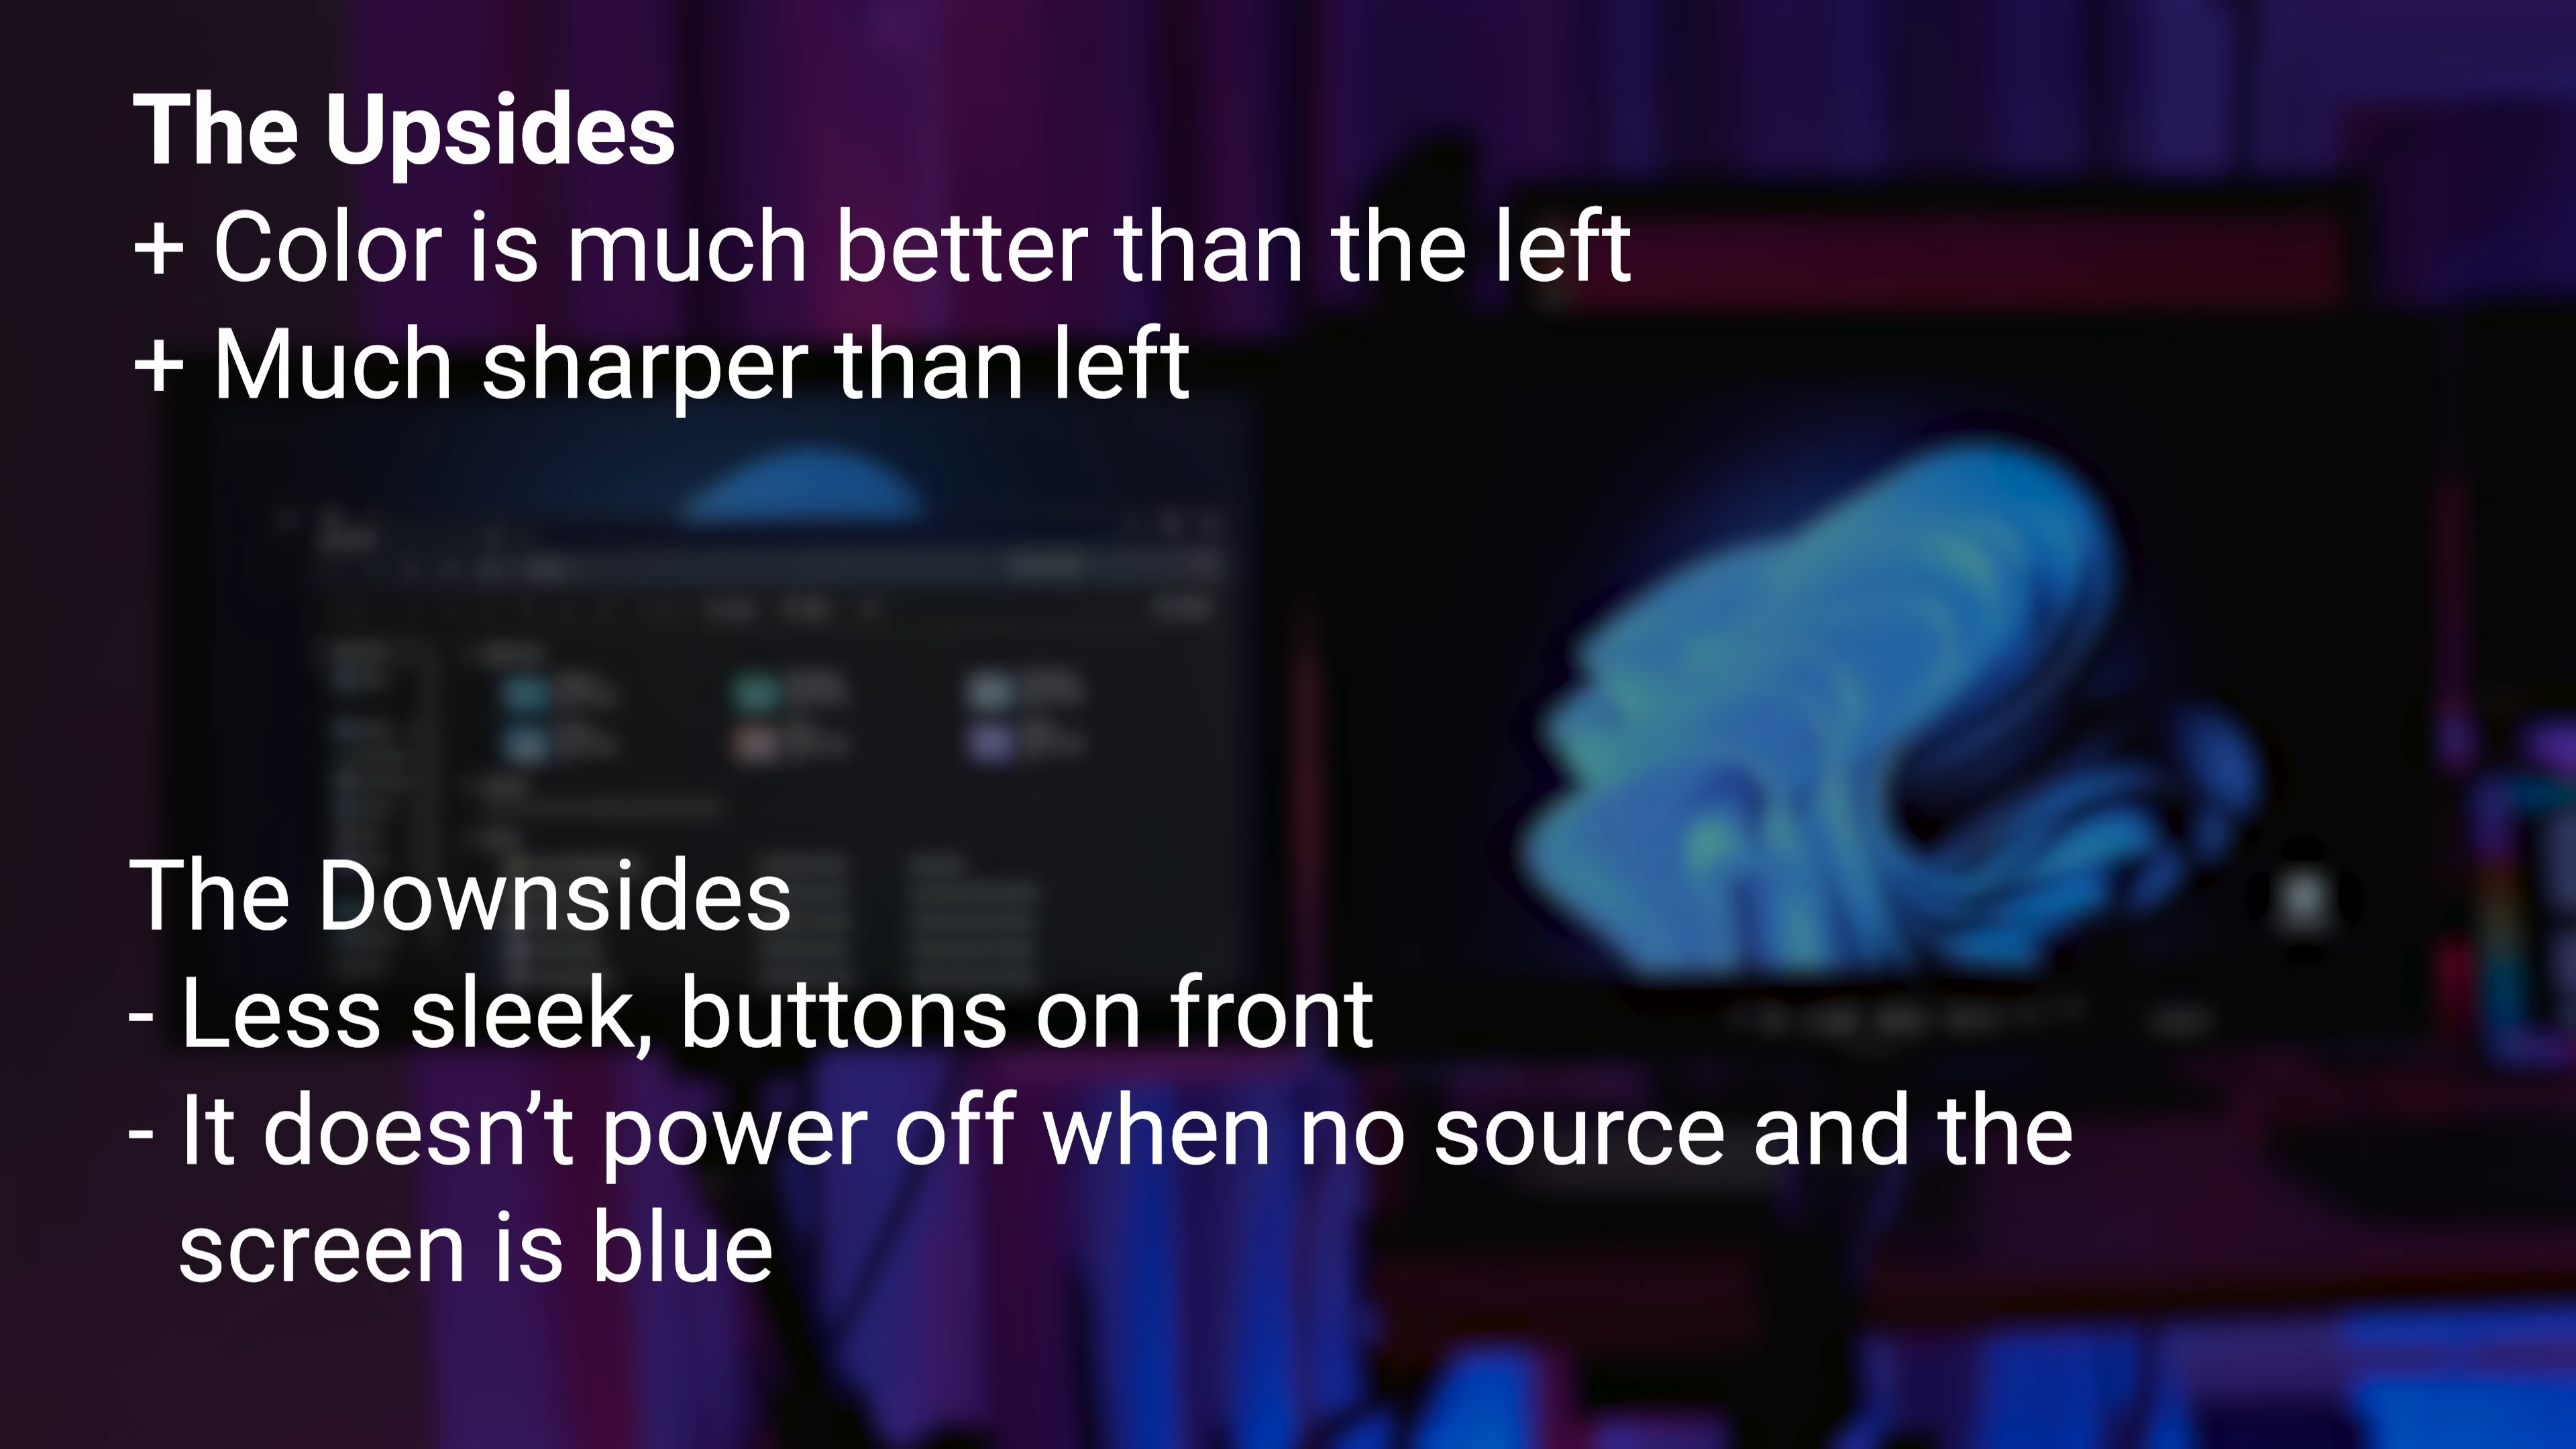 The Upsides
+ Color is much better than the left
+ Much sharper than left
The Downsides
- Less sleek, buttons on front
- It doesn’t power off when no source and the
screen is blue